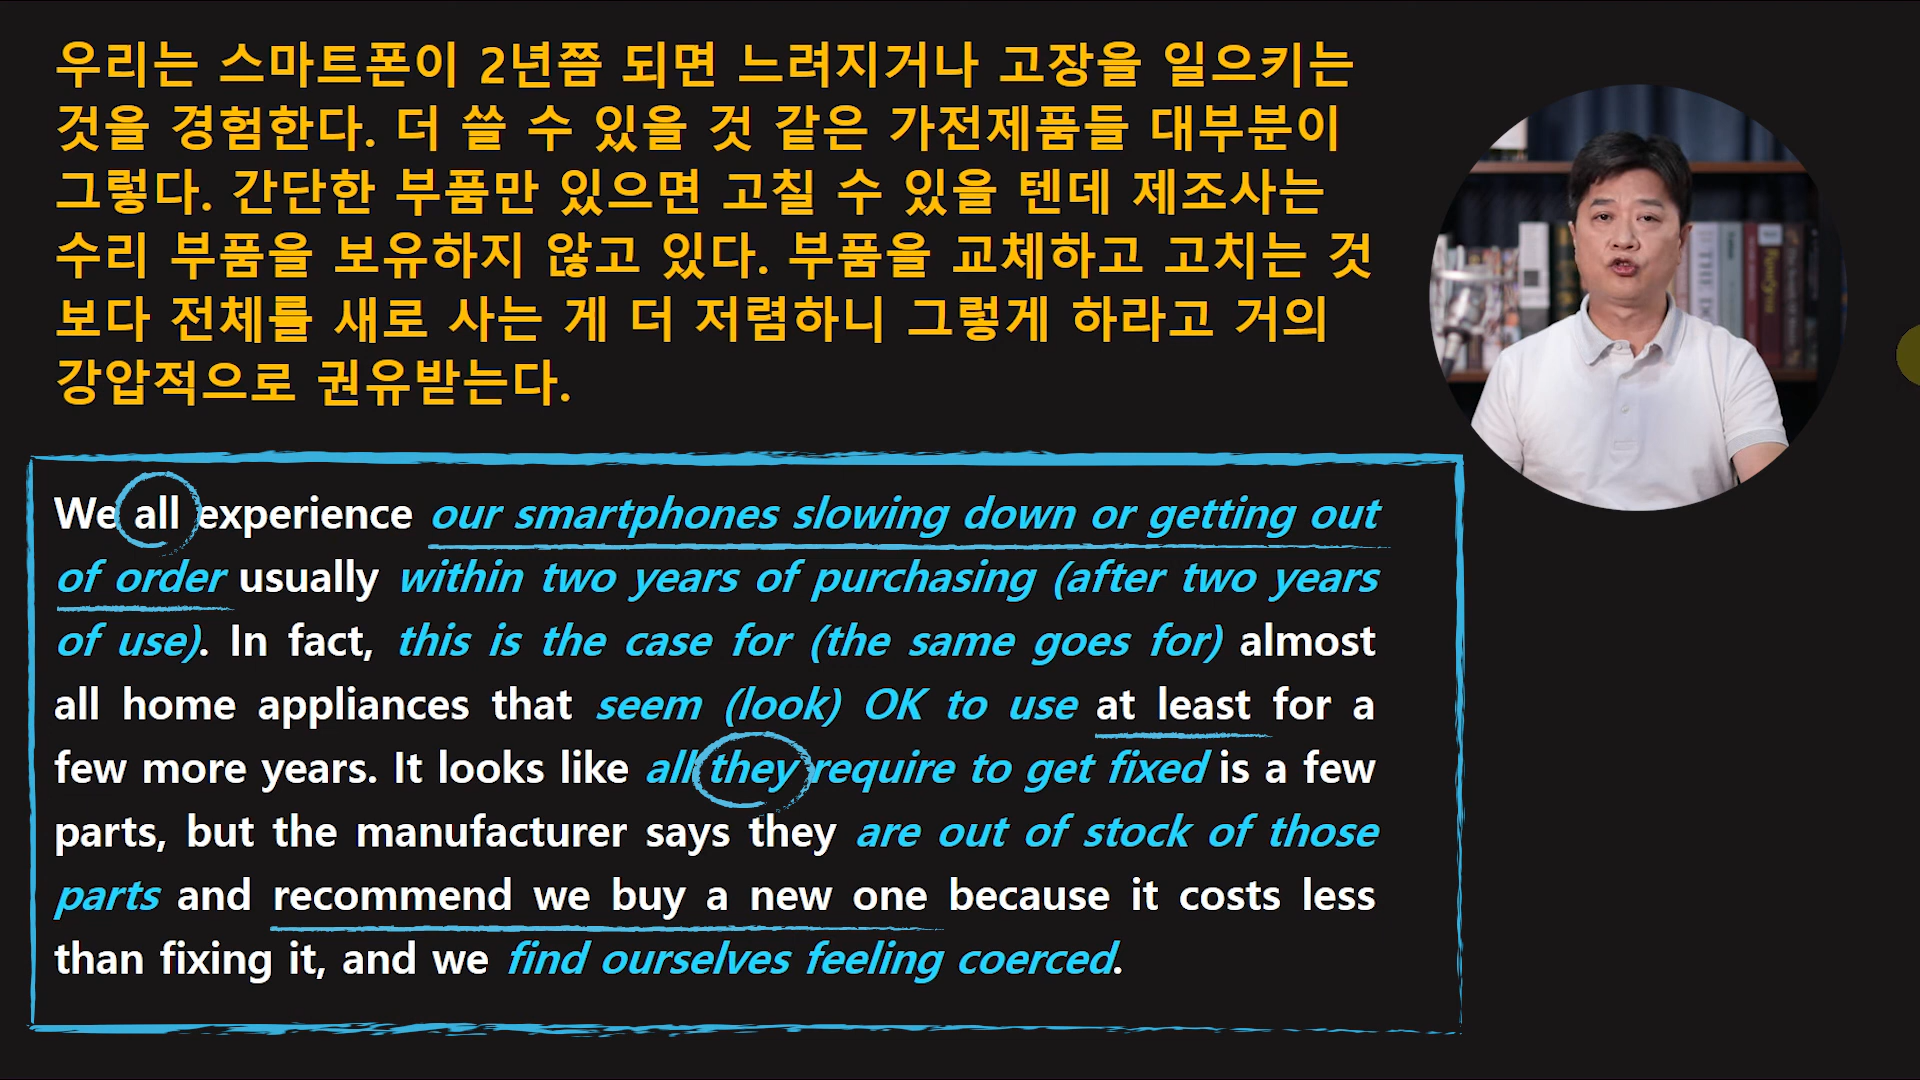 우리는 스마트폰이 2년쯤 되면 느려지거나 고장을 일으키는
것을 경험한다. 더 쓸 수 있을 것 같은 가전제품들 대부분이
그렇다. 간단한 부품만 있으면 고칠 수 있을 텐데 제조사는
수리 부품을 보유하지 않고 있다. 부품을 교체하고 고치는 것
보다 전체를 새로 사는 게 더 저렴하니 그렇게 하라고 거의
강압적으로 권유받는다.
We all experience our smartphones slowing down or getting out
of order usually within two years of purchasing (after two years
of use). In fact, this is the case for (the same goes for) almost
all home appliances that seem (look) OK to use at least for a
few more years. It looks like all they require to get fixed is a few
parts, but the manufacturer says they are out of stock of those
parts and recommend we buy a new one because it costs less
than fixing it, and we find ourselves feeling coerced.